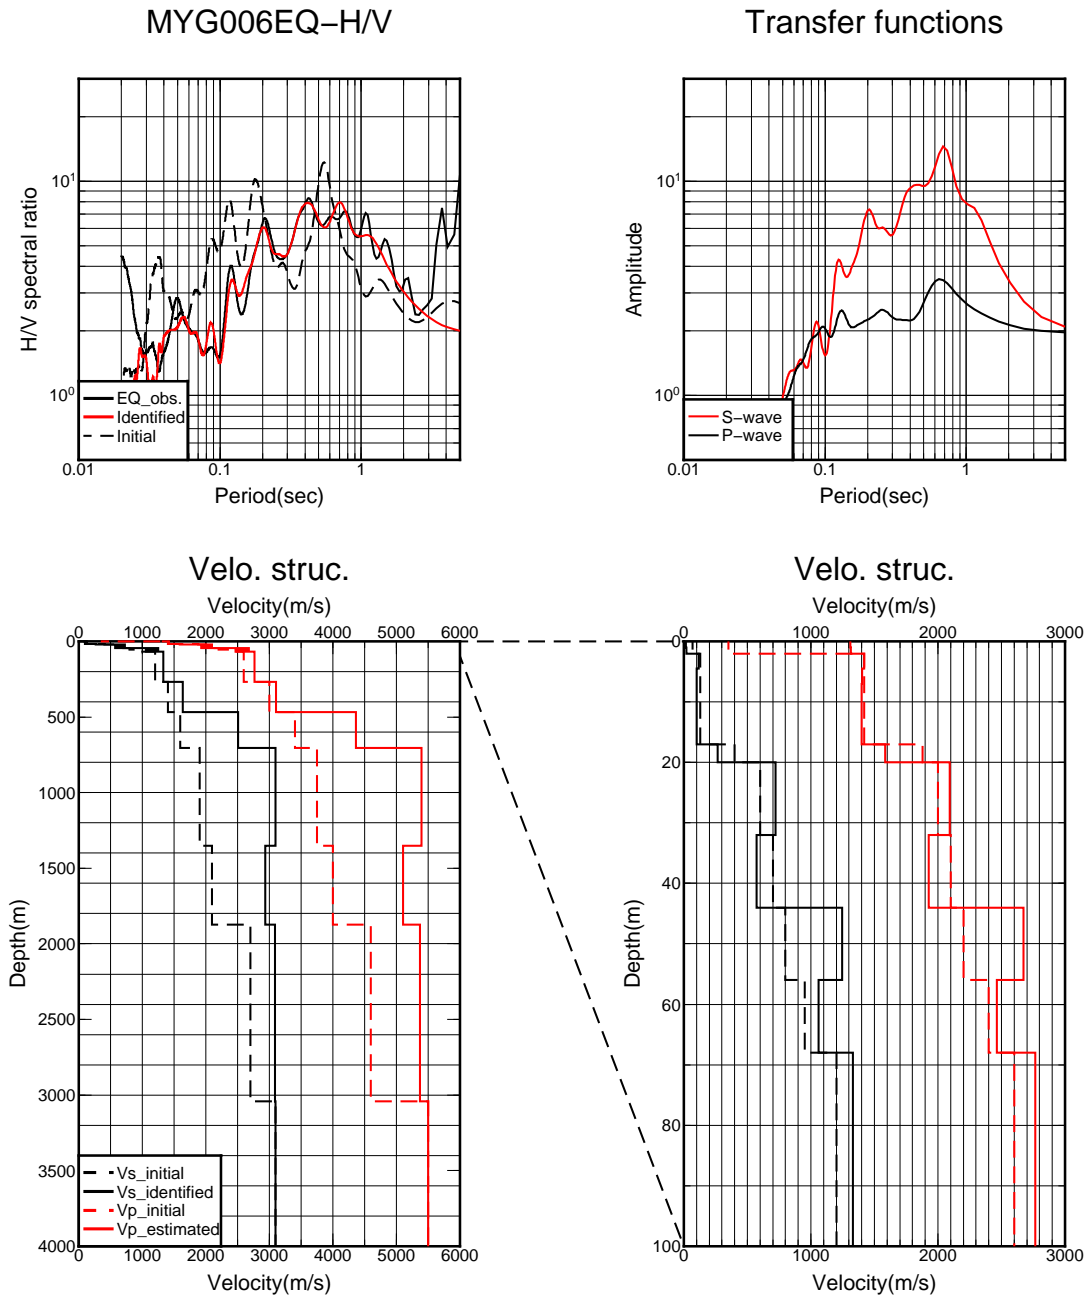 MYG006EQ−H/V
Transfer functions
H/V spectral ratio
10¹
10⁰
EQ_obs.
Identified
Initial
0.01 0.1 1
Period(sec)
Amplitude
10¹
10⁰
S−wave
P−wave
0.01 0.1 1
Period(sec)
Velo. struc.
Velocity(m/s)
0 1000 2000 3000 4000 5000 6000
Depth(m)
0
500
1000
1500
2000
2500
3000
3500
4000
Vs_initial
Vs_identified
Vp_initial
Vp_estimated
0 1000 2000 3000 4000 5000 6000
Velocity(m/s)
Velo. struc.
Velocity(m/s)
0 1000 2000 3000
Depth(m)
0
20
40
60
80
100
0 1000 2000 3000
Velocity(m/s)